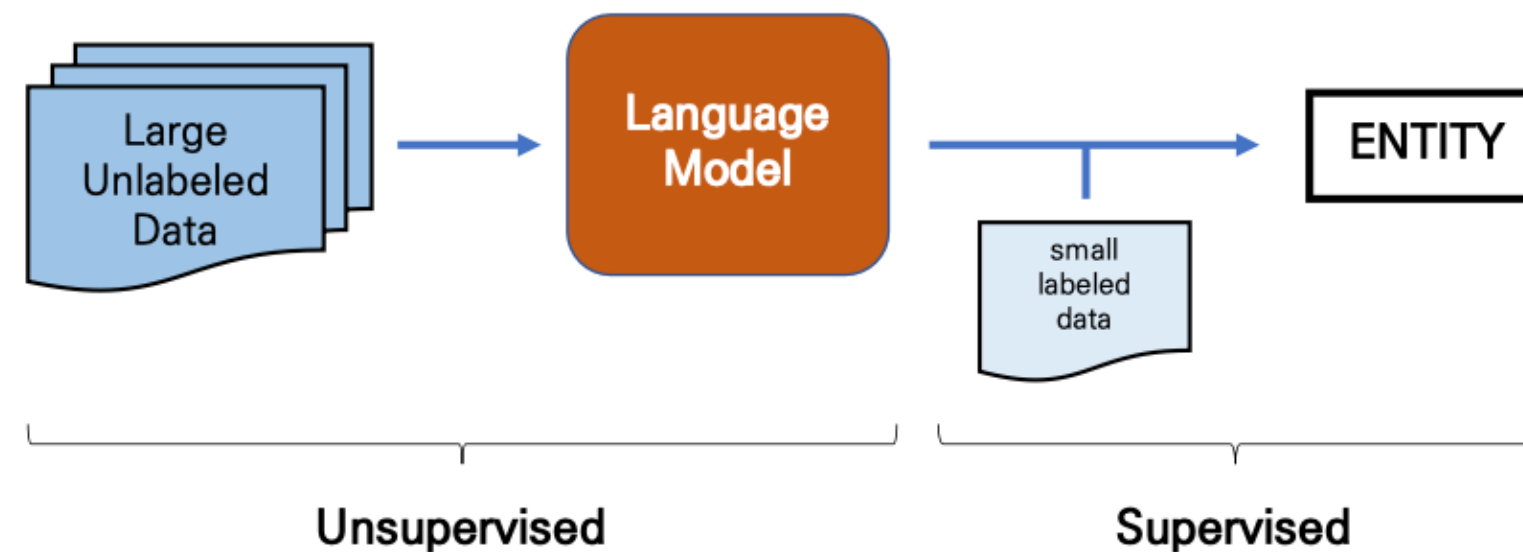 Large
Unlabeled
Data
Language
Model
ENTITY
small
labeled
data
Unsupervised
Supervised